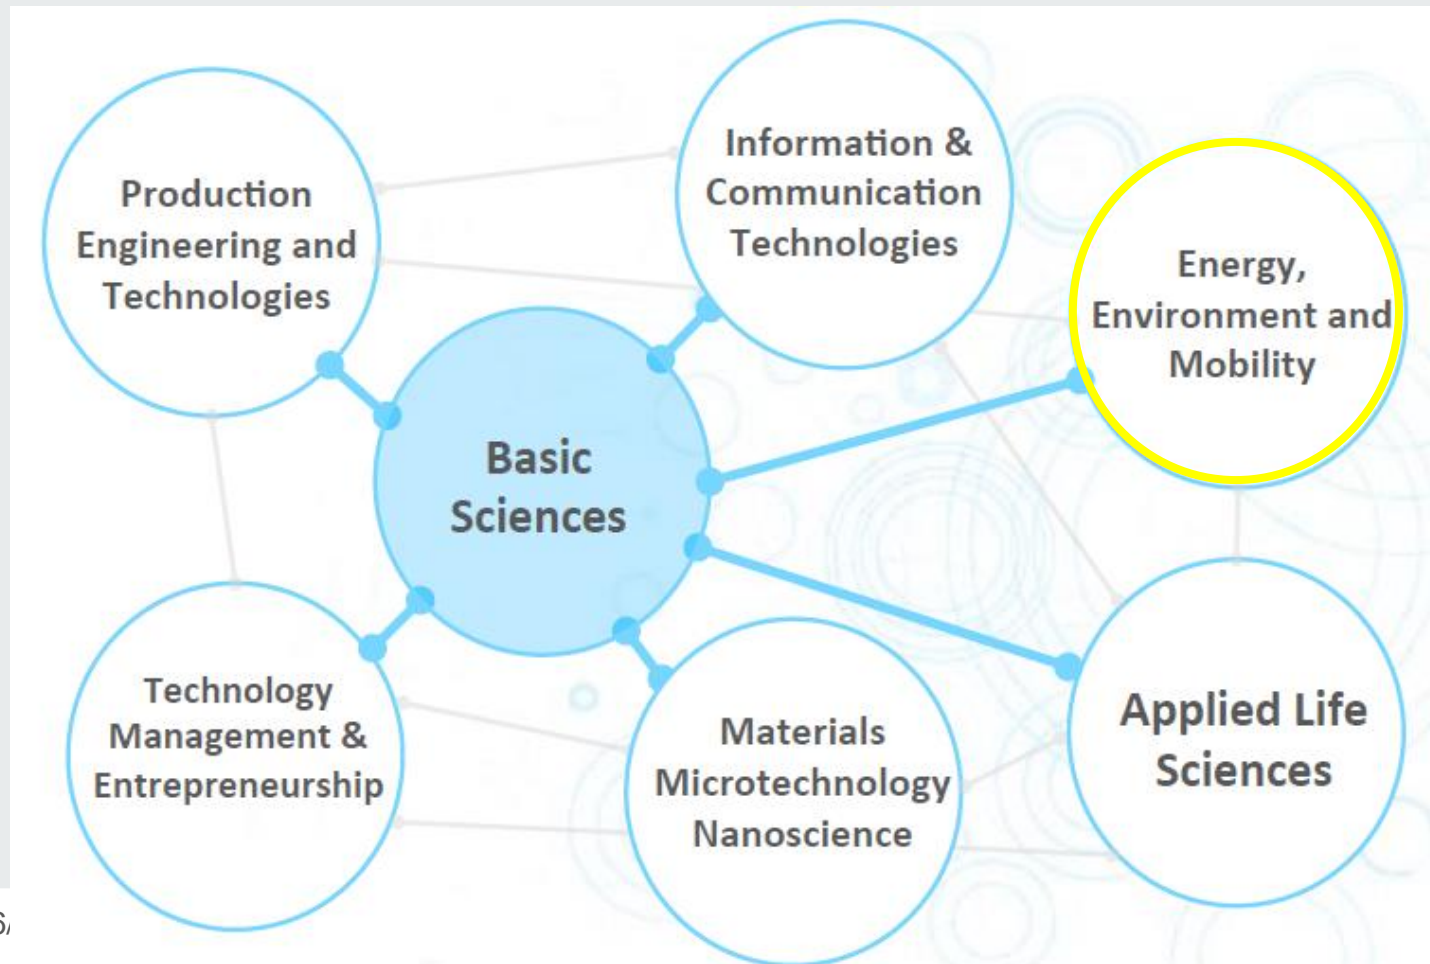 Production
Engineering and
Technologies
Information &
Communication
Technologies
Energy,
Environment and
Mobility
Basic
Sciences
Technology
Management &
Entrepreneurship
Materials
Microtechnology
Nanoscience
Applied Life
Sciences